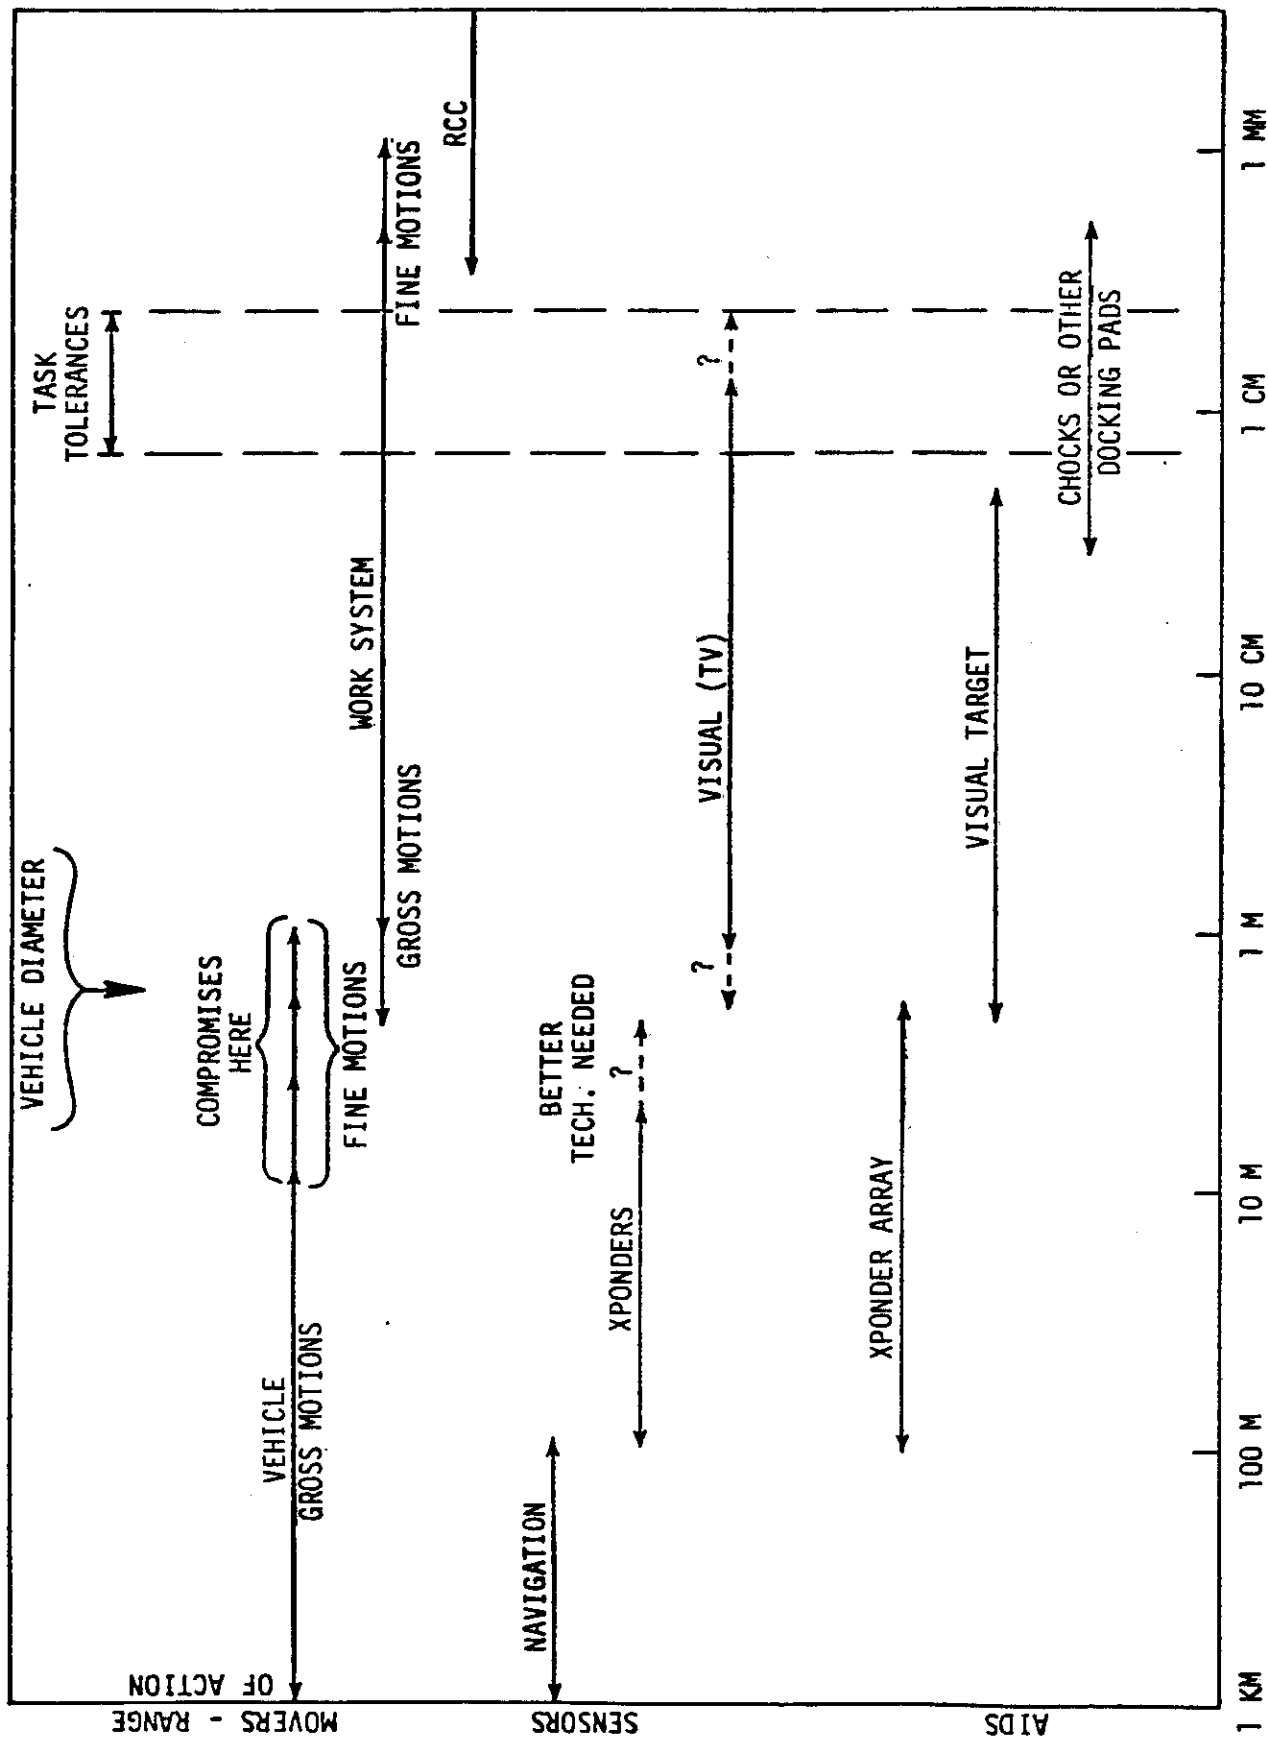 VEHICLE DIAMETER
TASK
TOLERANCES
COMPROMISES
HERE
VEHICLE
GROSS MOTIONS
FINE MOTIONS
WORK SYSTEM
GROSS MOTIONS
FINE MOTIONS
RCC
MOVERS - RANGE
OF ACTION
NAVIGATION
BETTER
TECH. NEEDED
XPONDERS
?
?
VISUAL (TV)
?
SENSORS
XPONDER ARRAY
VISUAL TARGET
CHOCKS OR OTHER
DOCKING PADS
AIDS
1 KM
100 M
10 M
1 M
10 CM
1 CM
1 MM